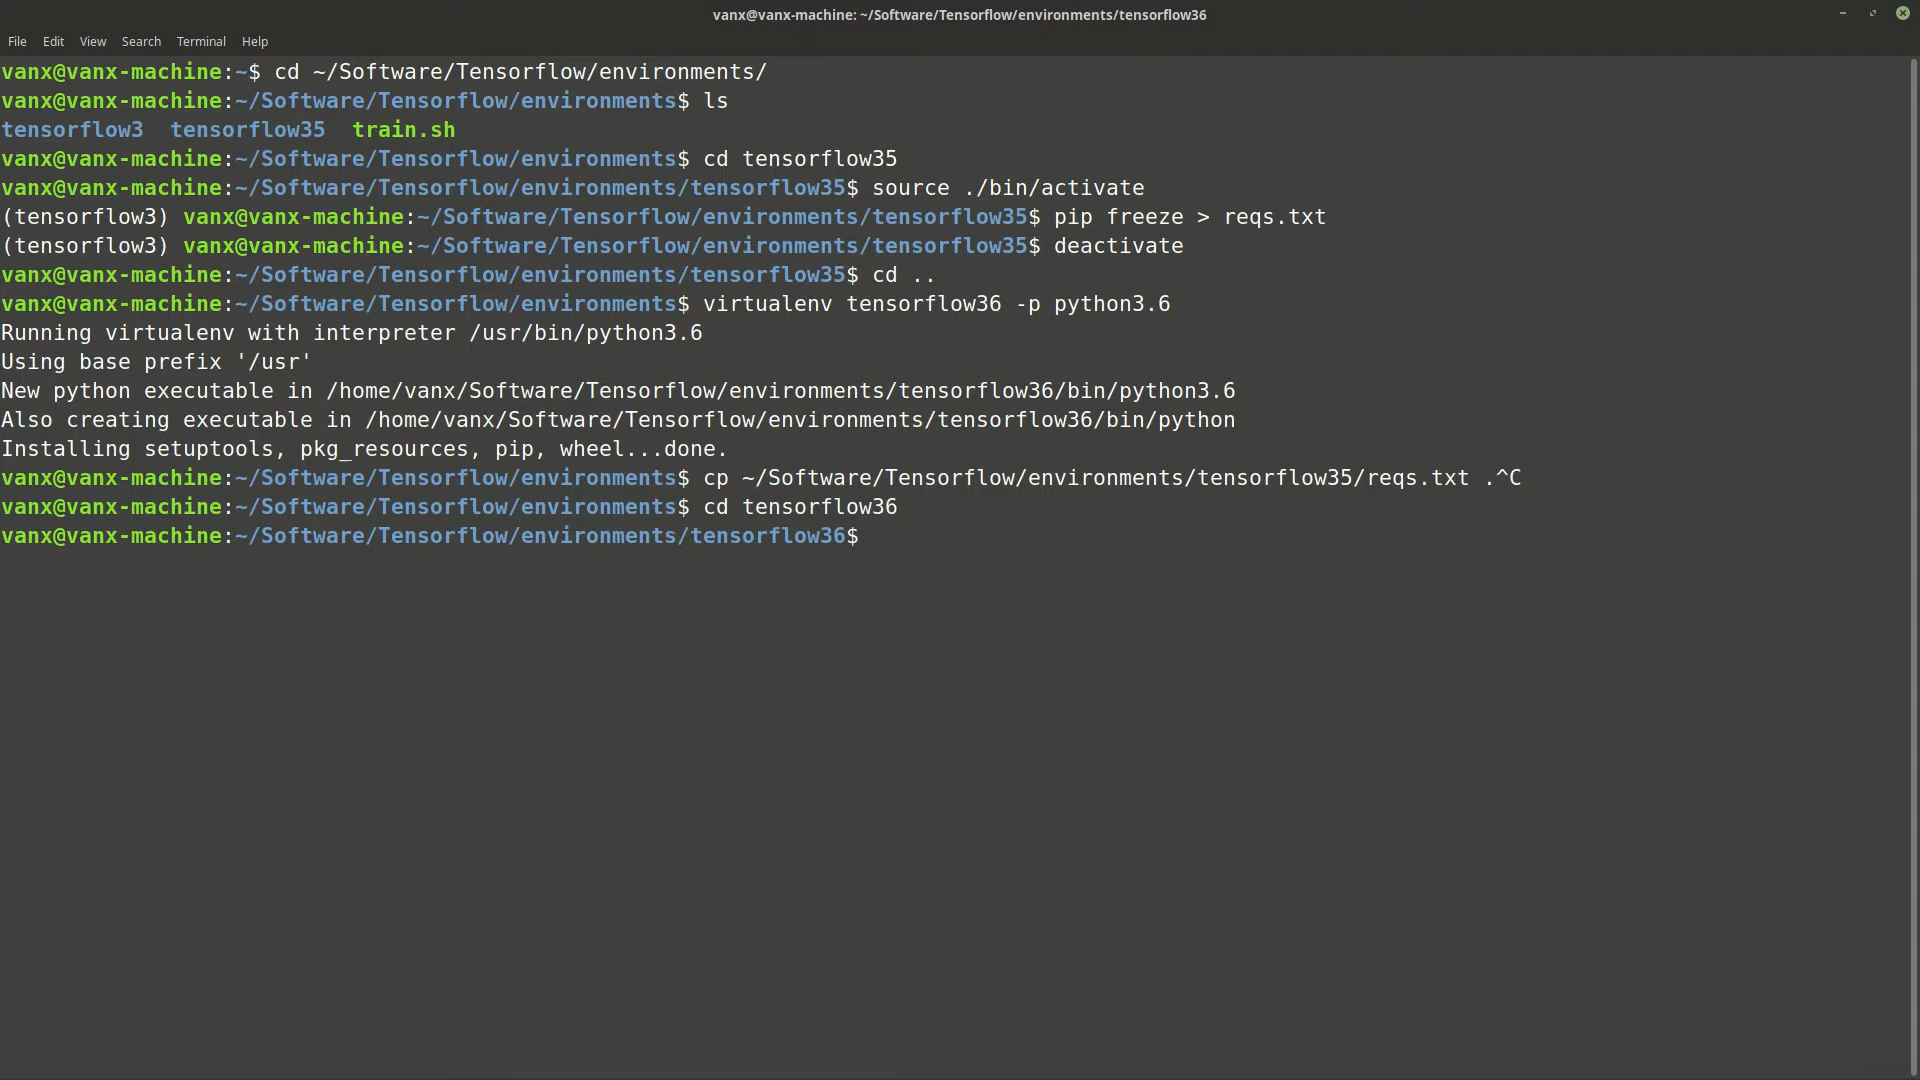 vanx@vanx-machine: ~/Software/Tensorflow/environments/tensorflow36
File Edit View Search Terminal Help
vanx@vanx-machine:~$ cd ~/Software/Tensorflow/environments/
vanx@vanx-machine:~/Software/Tensorflow/environments$ ls
tensorflow3  tensorflow35  train.sh
vanx@vanx-machine:~/Software/Tensorflow/environments$ cd tensorflow35
vanx@vanx-machine:~/Software/Tensorflow/environments/tensorflow35$ source ./bin/activate
(tensorflow3) vanx@vanx-machine:~/Software/Tensorflow/environments/tensorflow35$ pip freeze > reqs.txt
(tensorflow3) vanx@vanx-machine:~/Software/Tensorflow/environments/tensorflow35$ deactivate
vanx@vanx-machine:~/Software/Tensorflow/environments/tensorflow35$ cd ..
vanx@vanx-machine:~/Software/Tensorflow/environments$ virtualenv tensorflow36 -p python3.6
Running virtualenv with interpreter /usr/bin/python3.6
Using base prefix '/usr'
New python executable in /home/vanx/Software/Tensorflow/environments/tensorflow36/bin/python3.6
Also creating executable in /home/vanx/Software/Tensorflow/environments/tensorflow36/bin/python
Installing setuptools, pkg_resources, pip, wheel...done.
vanx@vanx-machine:~/Software/Tensorflow/environments$ cp ~/Software/Tensorflow/environments/tensorflow35/reqs.txt .^C
vanx@vanx-machine:~/Software/Tensorflow/environments$ cd tensorflow36
vanx@vanx-machine:~/Software/Tensorflow/environments/tensorflow36$